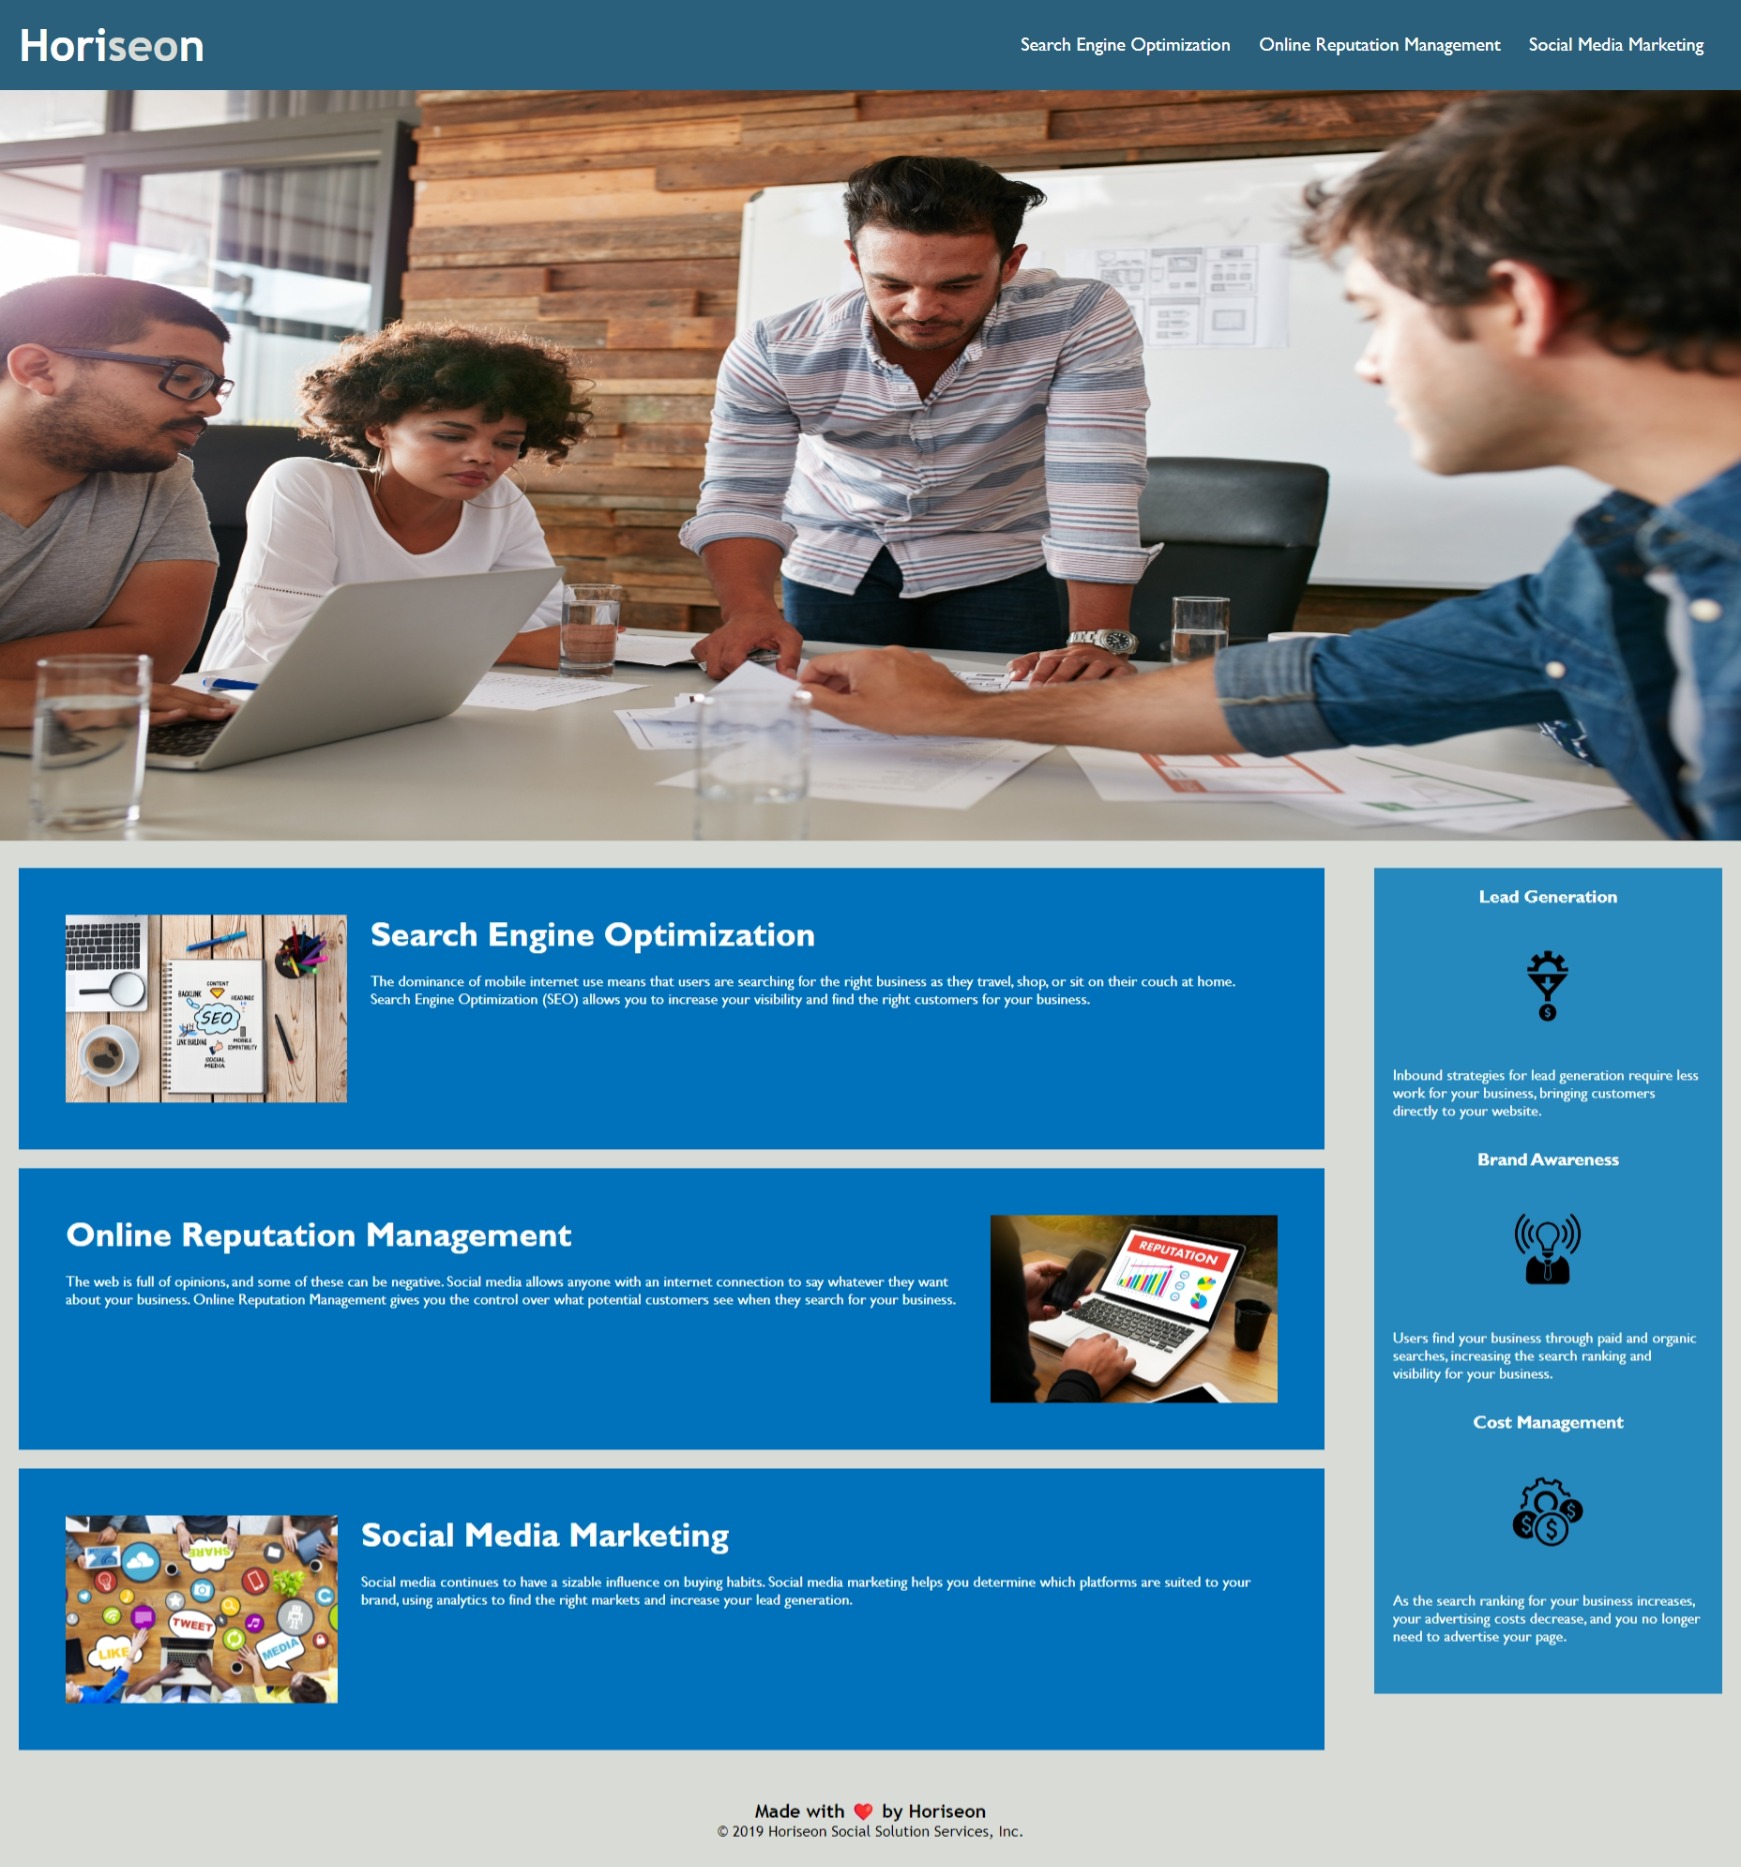 Horiseon
Search Engine Optimization
Online Reputation Management
Social Media Marketing
CONTENT
BACKLINK
HEADINGS
SEO
LINK BUILDING
MOBILE
COMPATIBILITY
SOCIAL
MEDIA
Search Engine Optimization
The dominance of mobile internet use means that users are searching for the right business as they travel, shop, or sit on their couch at home.
Search Engine Optimization (SEO) allows you to increase your visibility and find the right customers for your business.
Online Reputation Management
The web is full of opinions, and some of these can be negative. Social media allows anyone with an internet connection to say whatever they want
about your business. Online Reputation Management gives you the control over what potential customers see when they search for your business.
REPUTATION
SHARE
TWEET
LIKE
MEDIA
Social Media Marketing
Social media continues to have a sizable influence on buying habits. Social media marketing helps you determine which platforms are suited to your
brand, using analytics to find the right markets and increase your lead generation.
Lead Generation
$
Inbound strategies for lead generation require less
work for your business, bringing customers
directly to your website.
Brand Awareness
Users find your business through paid and organic
searches, increasing the search ranking and
visibility for your business.
Cost Management
$ $ $
As the search ranking for your business increases,
your advertising costs decrease, and you no longer
need to advertise your page.
Made with ❤️ by Horiseon
© 2019 Horiseon Social Solution Services, Inc.